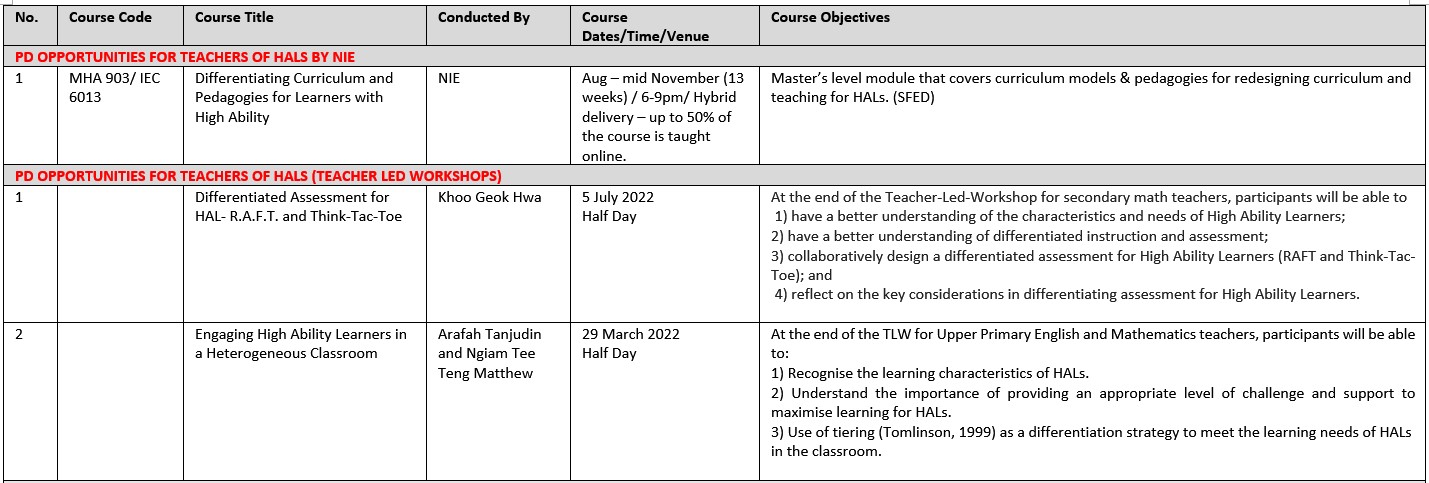 No. Course Code Course Title Conducted By Course Dates/Time/Venue Course Objectives
PD OPPORTUNITIES FOR TEACHERS OF HALS BY NIE
1 MHA 903/ IEC Differentiating Curriculum and NIE Aug – mid November (13 Master's level module that covers curriculum models & pedagogies for redesigning curriculum and
6013 Pedagogies for Learners with weeks) / 6-9pm/ Hybrid teaching for HALs. (SFED)
High Ability delivery – up to 50% of
the course is taught
online.
PD OPPORTUNITIES FOR TEACHERS OF HALS (TEACHER LED WORKSHOPS)
1 Differentiated Assessment for Khoo Geok Hwa 5 July 2022 At the end of the Teacher-Led-Workshop for secondary math teachers, participants will be able to
HAL- R.A.F.T. and Think-Tac-Toe Half Day 1) have a better understanding of the characteristics and needs of High Ability Learners;
2) have a better understanding of differentiated instruction and assessment;
3) collaboratively design a differentiated assessment for High Ability Learners (RAFT and Think-Tac-
Toe); and
4) reflect on the key considerations in differentiating assessment for High Ability Learners.
2 Engaging High Ability Learners in Arafah Tanjudin 29 March 2022 At the end of the TLW for Upper Primary English and Mathematics teachers, participants will be able
a Heterogeneous Classroom and Ngiam Tee Half Day to:
Teng Matthew 1) Recognise the learning characteristics of HALs.
2) Understand the importance of providing an appropriate level of challenge and support to
maximise learning for HALs.
3) Use of tiering (Tomlinson, 1999) as a differentiation strategy to meet the learning needs of HALs
in the classroom.